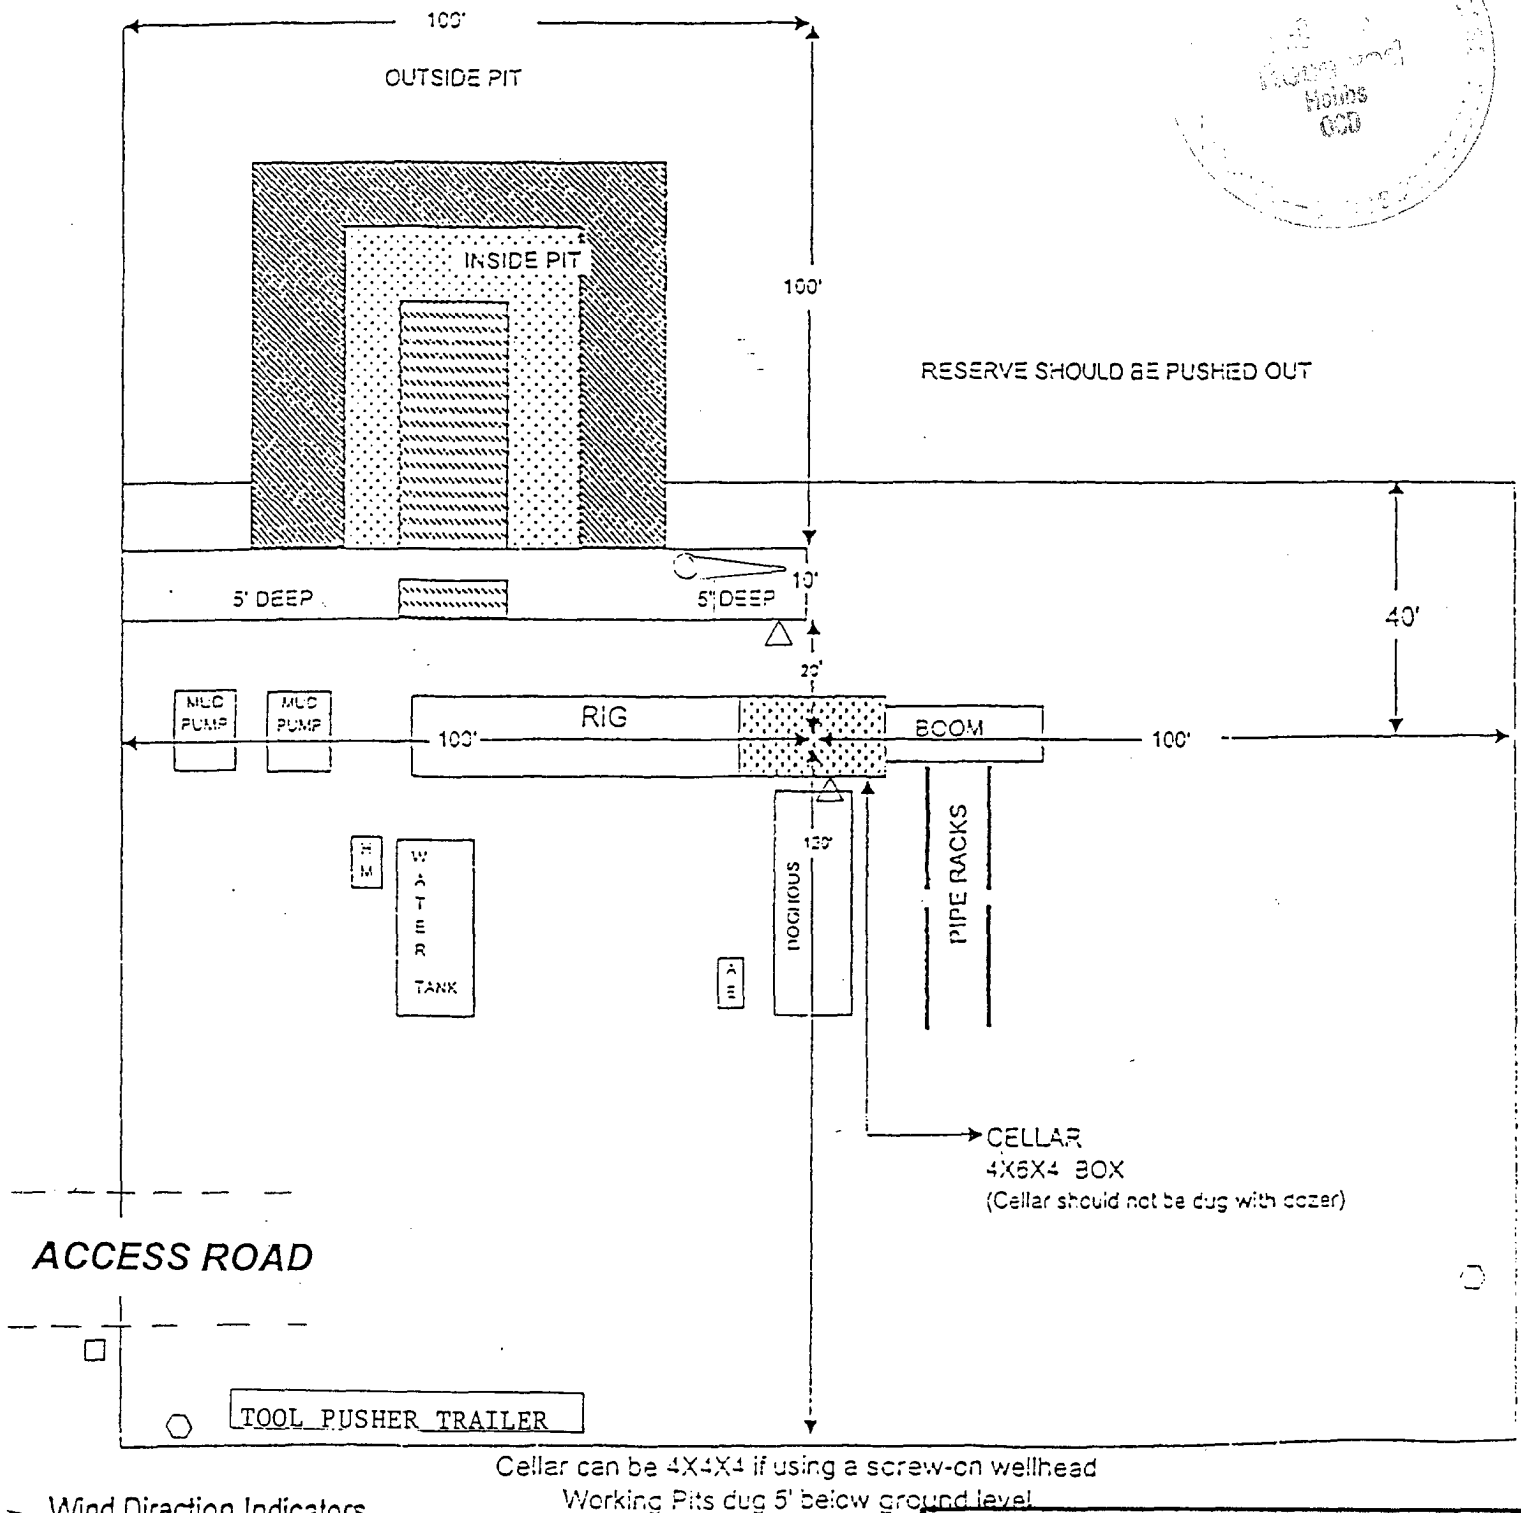 100'
OUTSIDE PIT
Hobbs
OCD
INSIDE PIT
100'
RESERVE SHOULD BE PUSHED OUT
10'
5' DEEP
5' DEEP
40'
20'
MUD
PUMP
MUD
PUMP
RIG
BOOM
100'
100'
H
M
WATER
TANK
DOGHOUS
120'
PIPE RACKS
A
E
CELLAR
4X6X4 BOX
(Cellar should not be dug with dozer)
ACCESS ROAD
TOOL PUSHER TRAILER
Cellar can be 4X4X4 if using a screw-on wellhead
Working Pits dug 5' below ground level
Wind Direction Indicators